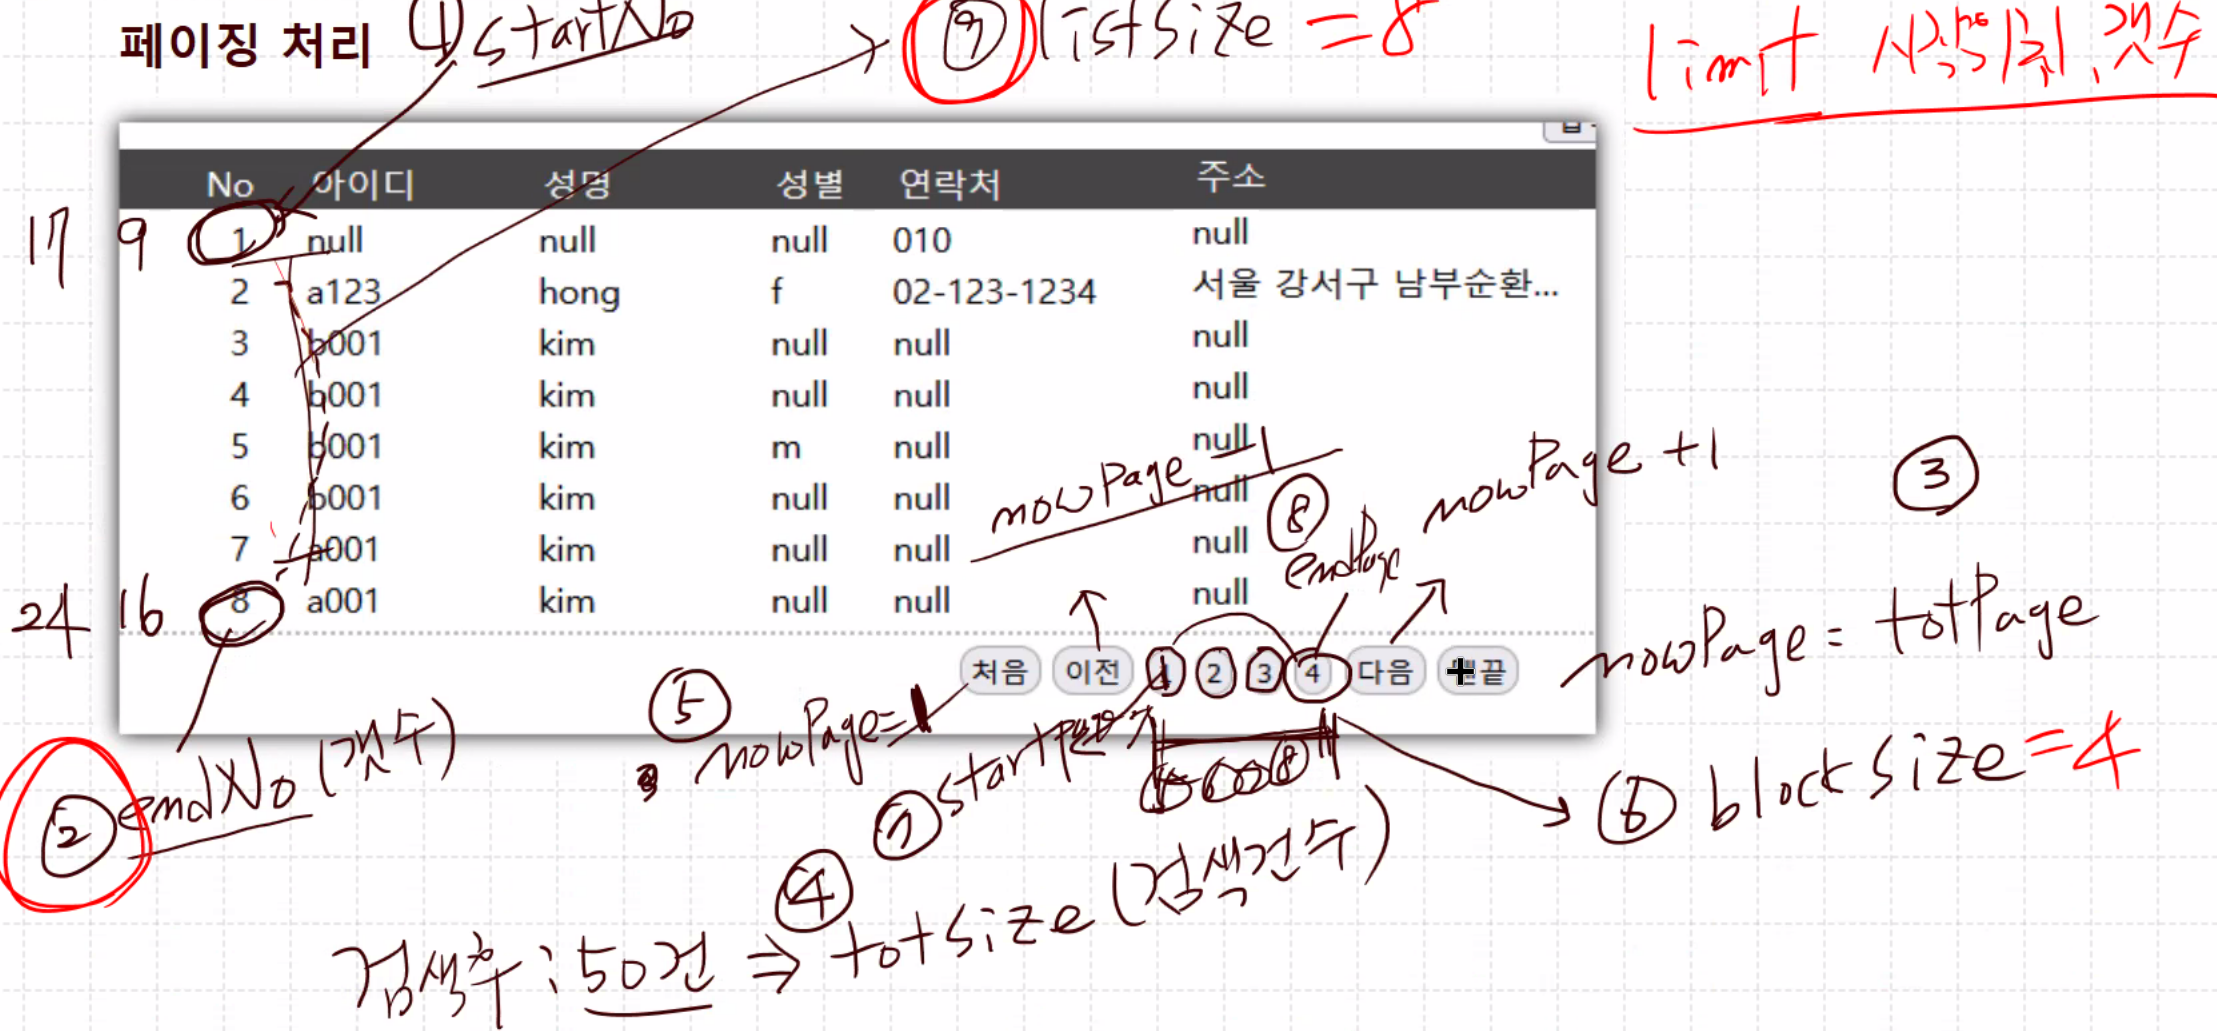 페이징 처리 ① startNo ⑨ listSize = 8 limit 시작위치, 갯수
No 아이디 성명 성별 연락처 주소
17 9 1 null null null 010 null
2 a123 hong f 02-123-1234 서울 강서구 남부순환...
3 b001 kim null null null
4 b001 kim null null null
5 b001 kim m null null
6 b001 kim null null null
7 a001 kim null null null
24 16 8 a001 kim null null null
nowPage -1
⑧ endPage
nowPage +1
③
nowPage = totPage
처음 이전 1 2 3 4 다음 맨끝
② endNo (갯수)
⑤ nowPage=1
⑦ startPage
⑥ blockSize = 4
검색수 : 50건 ⇒ ④ totSize (검색건수)